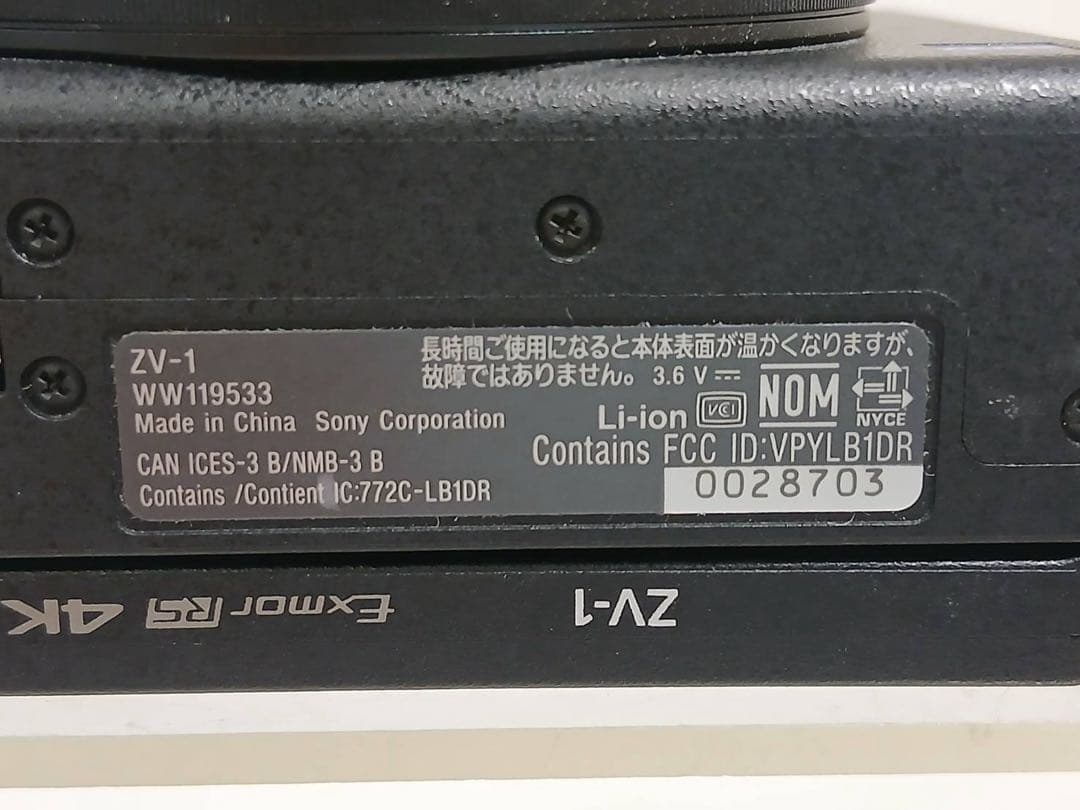 ZV-1
WW119533
Made in China Sony Corporation
CAN ICES-3 B/NMB-3 B
Contains /Contient IC:772C-LB1DR
長時間ご使用になると本体表面が温かくなりますが、
故障ではありません。 3.6 V
Li-ion VCI NOM NYCE
Contains FCC ID:VPYLB1DR
0028703
ZV-1
Exmor RS 4K